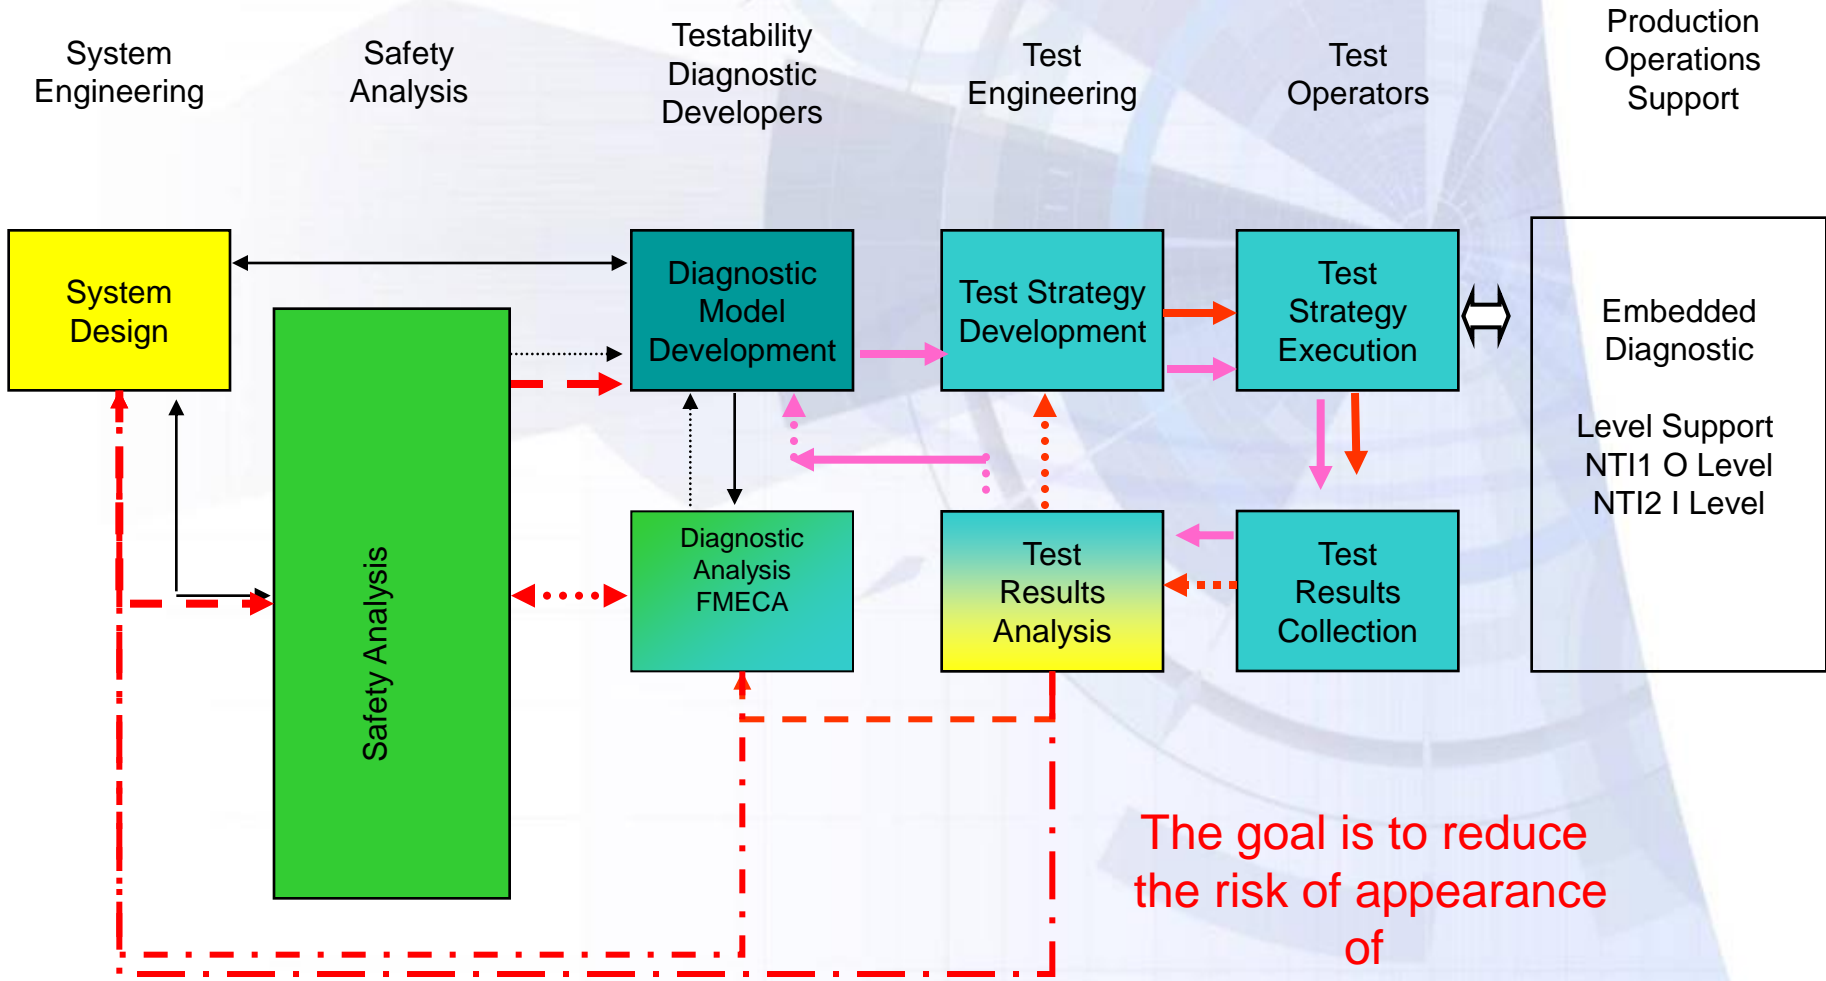 System
Engineering
Safety
Analysis
Testability
Diagnostic
Developers
Test
Engineering
Test
Operators
Production
Operations
Support
System
Design
Safety Analysis
Diagnostic
Model
Development
Test Strategy
Development
Test
Strategy
Execution
Embedded
Diagnostic
Level Support
NTI1 O Level
NTI2 I Level
Diagnostic
Analysis
FMECA
Test
Results
Analysis
Test
Results
Collection
The goal is to reduce
the risk of appearance
of